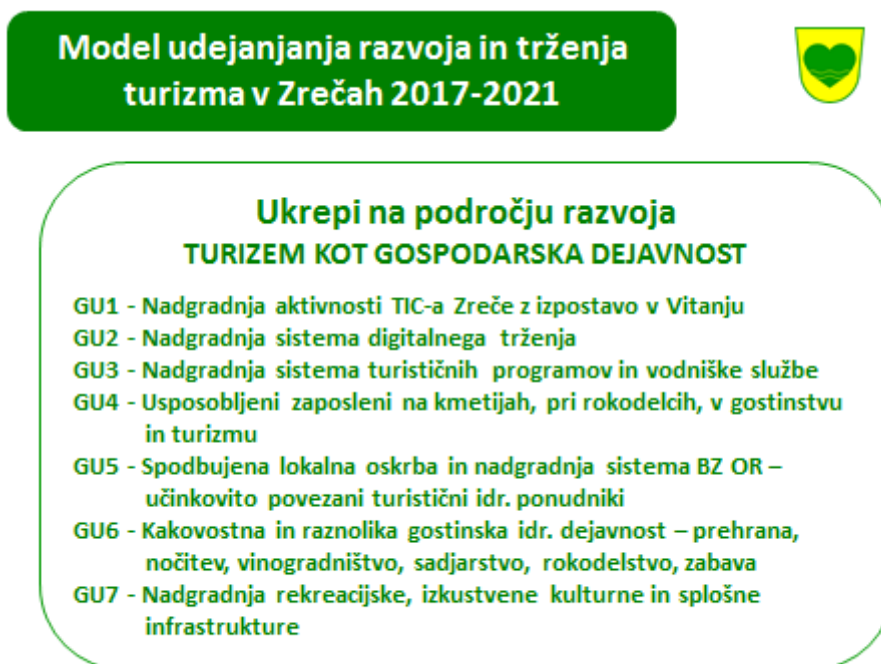 Model udejanjanja razvoja in trženja
turizma v Zrečah 2017-2021
Ukrepi na področju razvoja
TURIZEM KOT GOSPODARSKA DEJAVNOST
GU1 - Nadgradnja aktivnosti TIC-a Zreče z izpostavo v Vitanju
GU2 - Nadgradnja sistema digitalnega trženja
GU3 - Nadgradnja sistema turističnih programov in vodniške službe
GU4 - Usposobljeni zaposleni na kmetijah, pri rokodelcih, v gostinstvu
in turizmu
GU5 - Spodbujena lokalna oskrba in nadgradnja sistema BZ OR –
učinkovito povezani turistični idr. ponudniki
GU6 - Kakovostna in raznolika gostinska idr. dejavnost – prehrana,
nočitev, vinogradništvo, sadjarstvo, rokodelstvo, zabava
GU7 - Nadgradnja rekreacijske, izkustvene kulturne in splošne
infrastrukture